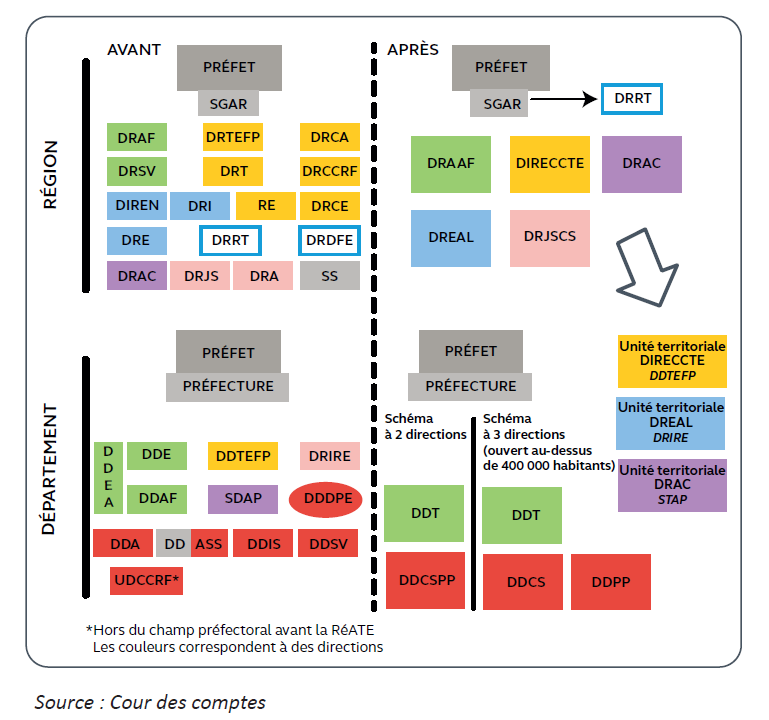 AVANT
PRÉFET
SGAR
DRAF DRTEFP DRCA
DRSV DRT DRCCRF
DIREN DRI RE DRCE
DRE DRRT DRDFE
DRAC DRJS DRA SS
RÉGION
APRÈS
PRÉFET
SGAR
DRRT
DRAAF DIRECCTE DRAC
DREAL DRJSCS
DÉPARTEMENT
PRÉFET
PRÉFECTURE
D
D
E
A
DDE DDTEFP DRIRE
DDAF SDAP DDDPE
DDA DD ASS DDIS DDSV
UDCCRF*
*Hors du champ préfectoral avant la RéATE
Les couleurs correspondent à des directions
PRÉFET
PRÉFECTURE
Schéma
à 2 directions
DDT
DDCSPP
Schéma
à 3 directions
(ouvert au-dessus
de 400 000 habitants)
DDT
DDCS DDPP
Unité territoriale
DIRECCTE
DDTEFP
Unité territoriale
DREAL
DRIRE
Unité territoriale
DRAC
STAP
Source : Cour des comptes